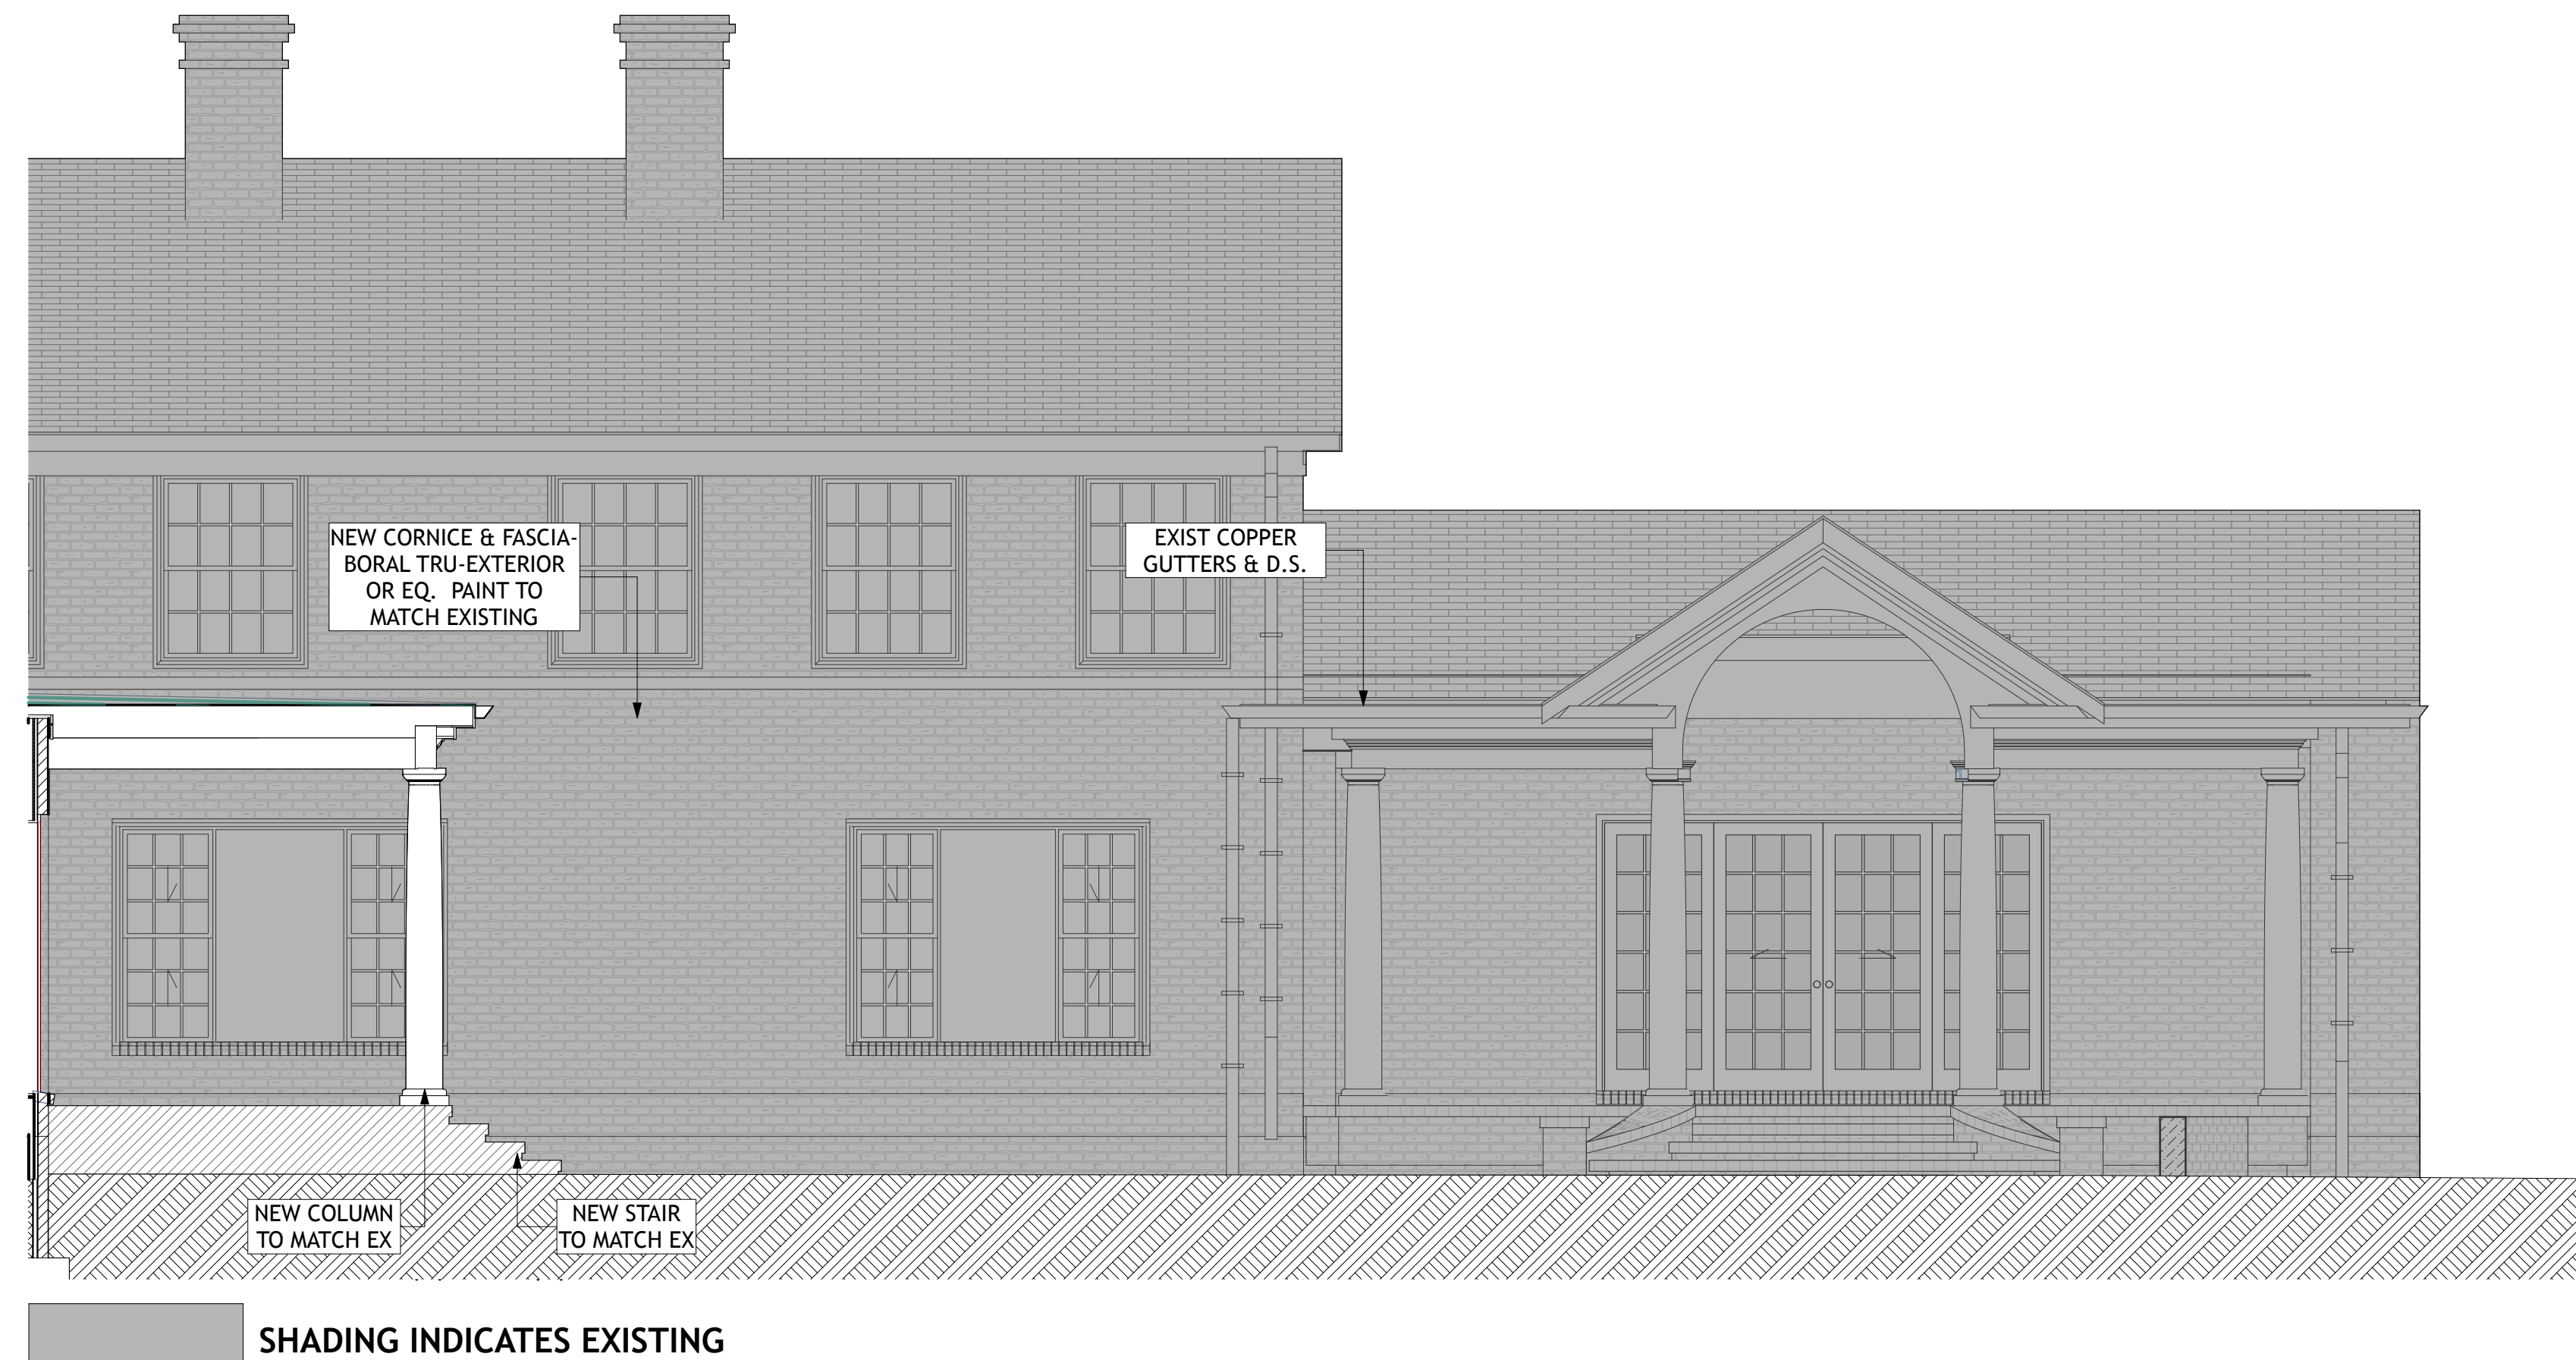 NEW CORNICE & FASCIA-
BORAL TRU-EXTERIOR
OR EQ. PAINT TO
MATCH EXISTING
EXIST COPPER
GUTTERS & D.S.
NEW COLUMN
TO MATCH EX
NEW STAIR
TO MATCH EX
SHADING INDICATES EXISTING